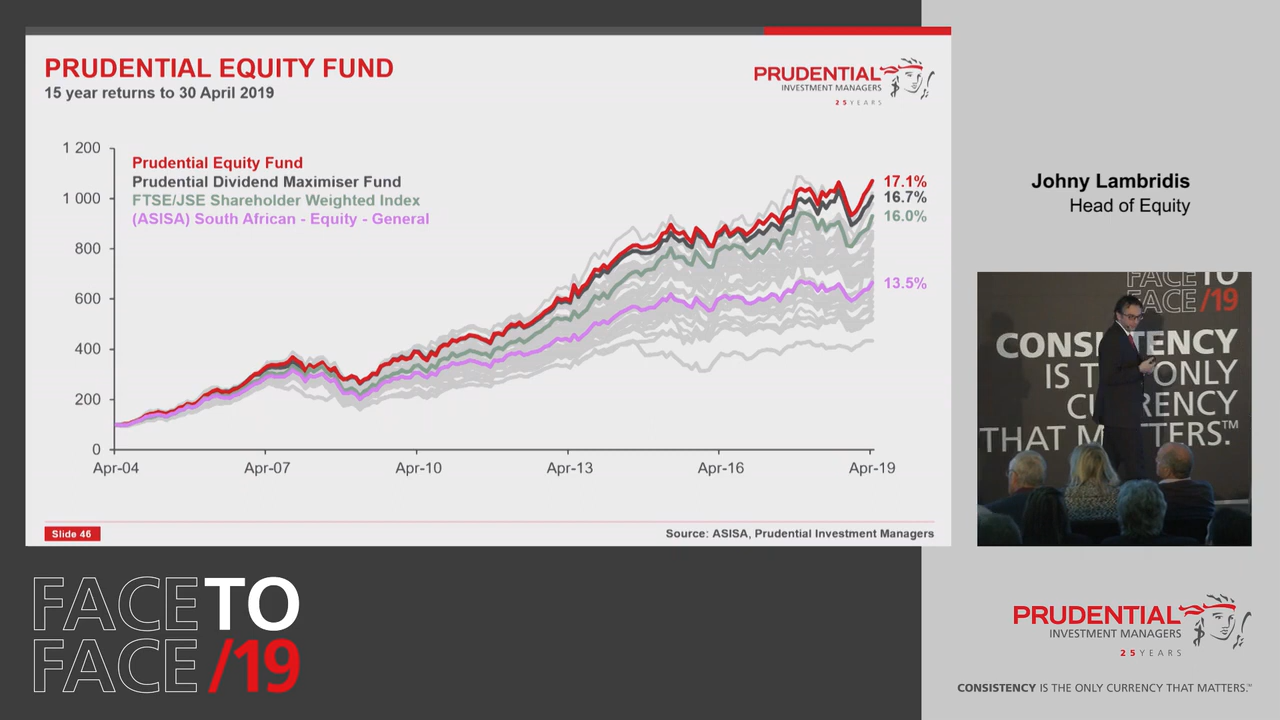 PRUDENTIAL EQUITY FUND
15 year returns to 30 April 2019
PRUDENTIAL
INVESTMENT MANAGERS
25 YEARS
1 200
1 000
800
600
400
200
0
Prudential Equity Fund
Prudential Dividend Maximiser Fund
FTSE/JSE Shareholder Weighted Index
(ASISA) South African - Equity - General
17.1%
16.7%
16.0%
13.5%
Apr-04
Apr-07
Apr-10
Apr-13
Apr-16
Apr-19
Slide 46
Source: ASISA, Prudential Investment Managers
Johny Lambridis
Head of Equity
FACE TO
FACE /19
CONS TENCY
IS T ONLY
CU RENCY
THAT M TERS.™
FACE TO
FACE /19
PRUDENTIAL
INVESTMENT MANAGERS
25 YEARS
CONSISTENCY IS THE ONLY CURRENCY THAT MATTERS.™